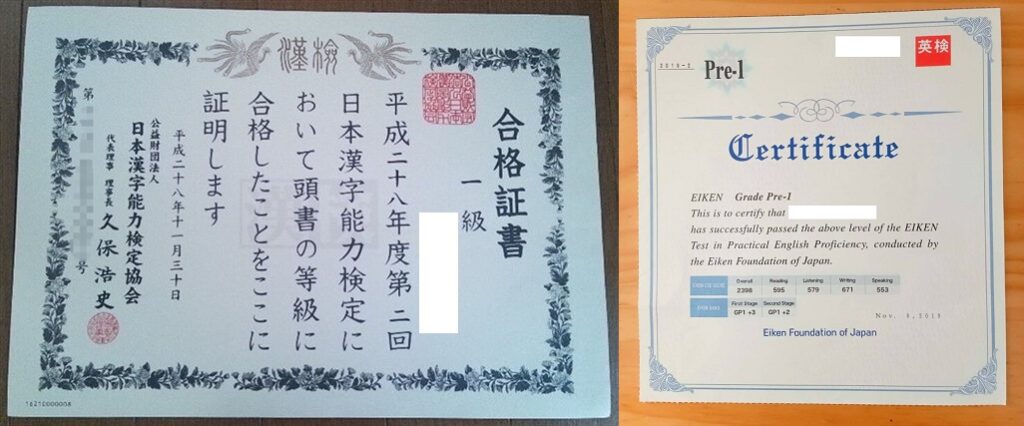 漢検
合格証書
一級
平成二十八年度第二回
日本漢字能力検定に
おいて頭書の等級に
合格したことをここに
証明します
平成二十八年十一月三十日
公益財団法人
日本漢字能力検定協会
代表理事 理事長 久保浩史
第
号
16210000008
2019-2
Pre-1
英検
Certificate
EIKEN Grade Pre-1
This is to certify that
has successfully passed the above level of the EIKEN
Test in Practical English Proficiency, conducted by
the Eiken Foundation of Japan.
Overall Reading Listening Writing Speaking
2398 595 579 671 553
First Stage Second Stage
GP1 +3 GP1 +2
Nov. 9,2019
Eiken Foundation of Japan